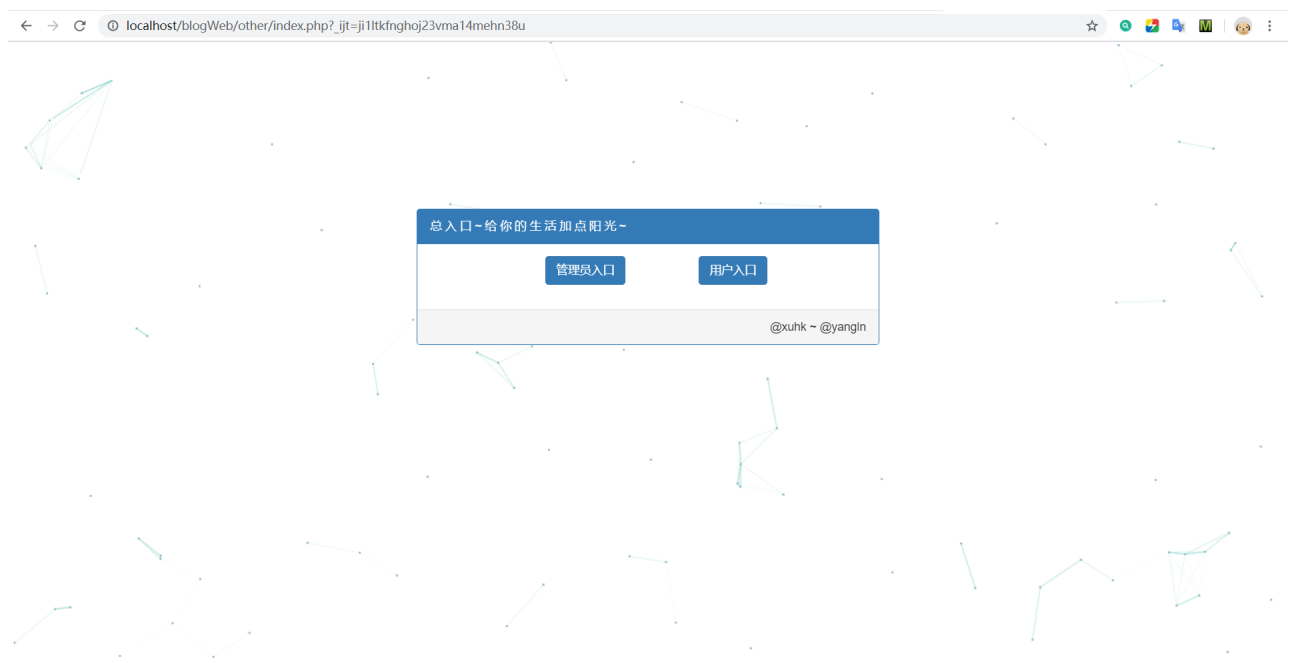 localhost/blogWeb/other/index.php?_ijt=ji1ltkfnghoj23vma14mehn38u
总入口~给你的生活加点阳光~
管理员入口 用户入口
@xuhk ~ @yangln